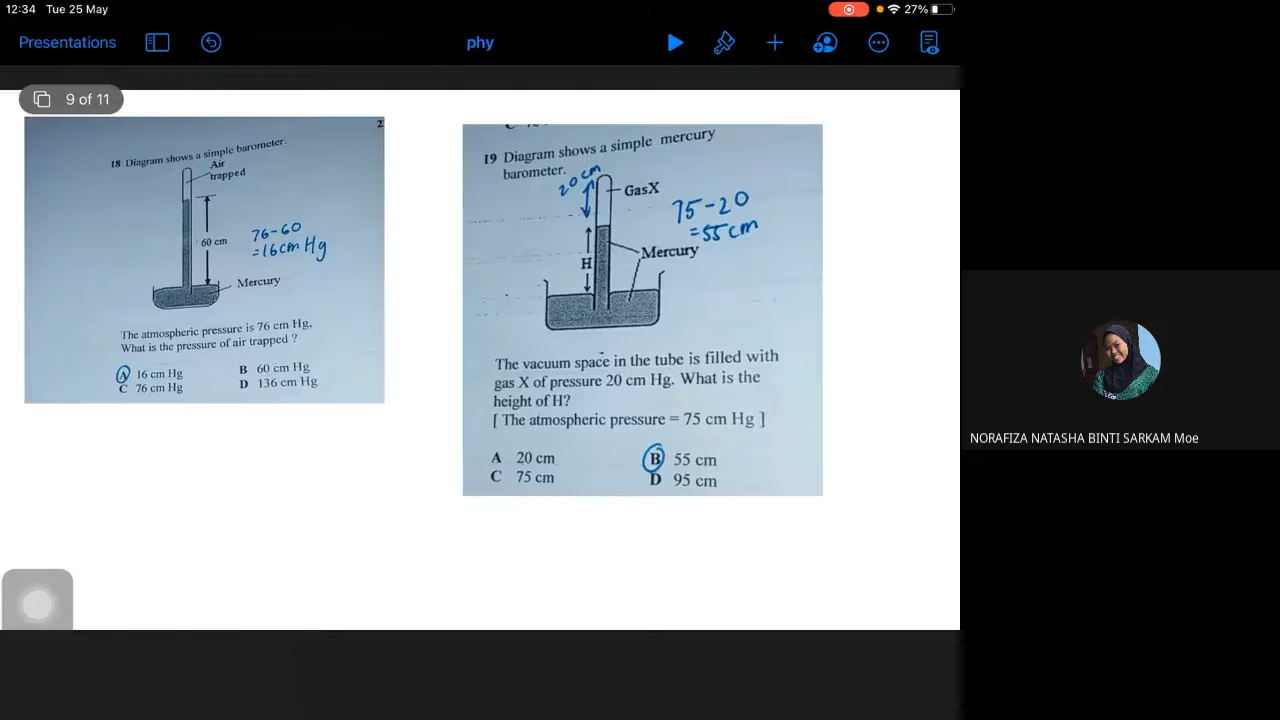 12:34 Tue 25 May
27%
Presentations
phy
9 of 11
2
18 Diagram shows a simple barometer.
Air
trapped
60 cm
76-60
=16cm Hg
Mercury
The atmospheric pressure is 76 cm Hg,
What is the pressure of air trapped ?
A 16 cm Hg B 60 cm Hg
C 76 cm Hg D 136 cm Hg
19 Diagram shows a simple mercury
barometer.
20 cm
Gas X
75-20
=55cm
H
Mercury
The vacuum space in the tube is filled with
gas X of pressure 20 cm Hg. What is the
height of H?
[ The atmospheric pressure = 75 cm Hg ]
A 20 cm B 55 cm
C 75 cm D 95 cm
NORAFIZA NATASHA BINTI SARKAM Moe